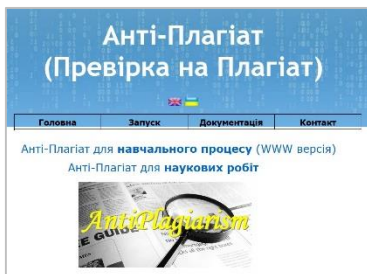 Анті-Плагіат
(Превірка на Плагіат)
Головна Запуск Документація Контакт
Анті-Плагіат для навчального процесу (WWW версія)
Анті-Плагіат для наукових робіт
AntiPlagiarism
E GUIDE